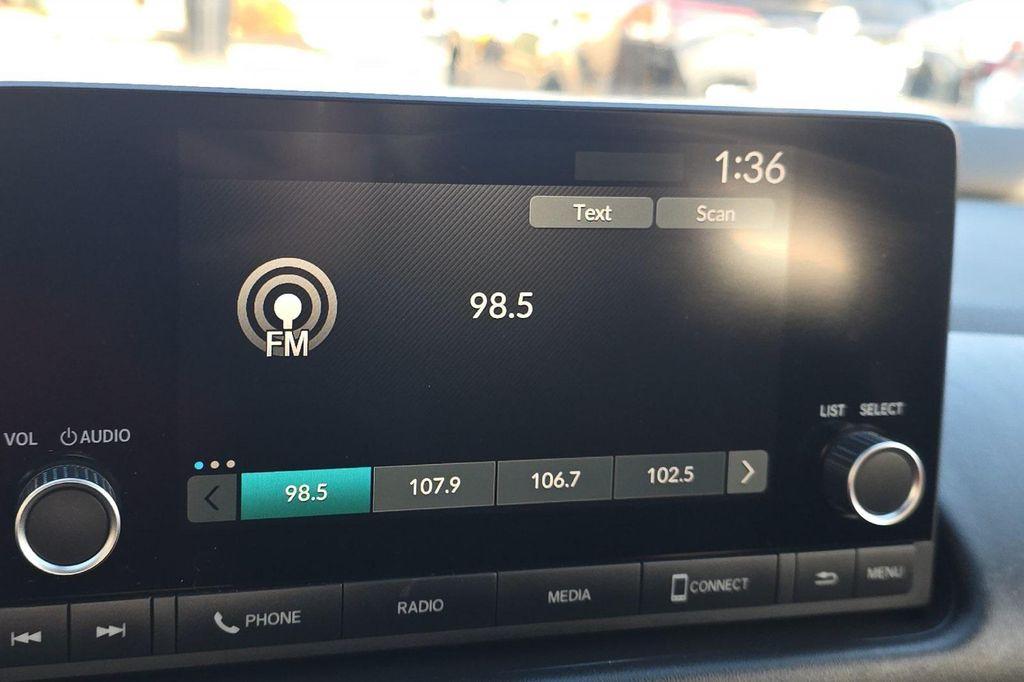 1:36
Text Scan
98.5
FM
LIST SELECT
VOL AUDIO
98.5 107.9 106.7 102.5
PHONE RADIO MEDIA CONNECT MENU